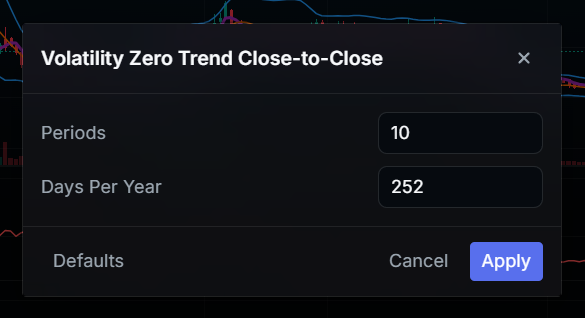 Volatility Zero Trend Close-to-Close
Periods 10
Days Per Year 252
Defaults Cancel Apply